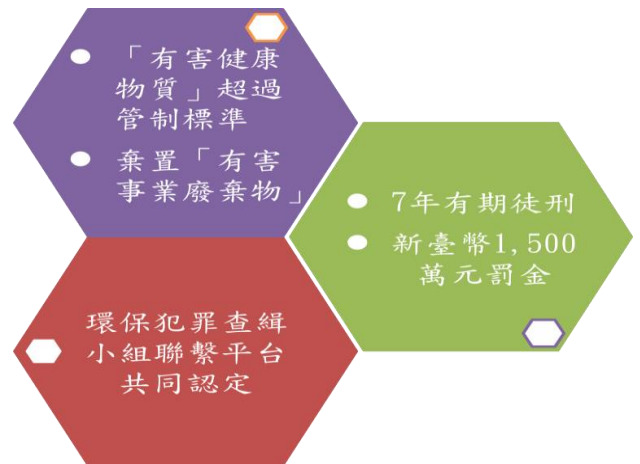 「有害健康
物質」超過
管制標準
棄置「有害
事業廢棄物」
7年有期徒刑
新臺幣1,500
萬元罰金
環保犯罪查緝
小組聯繫平台
共同認定